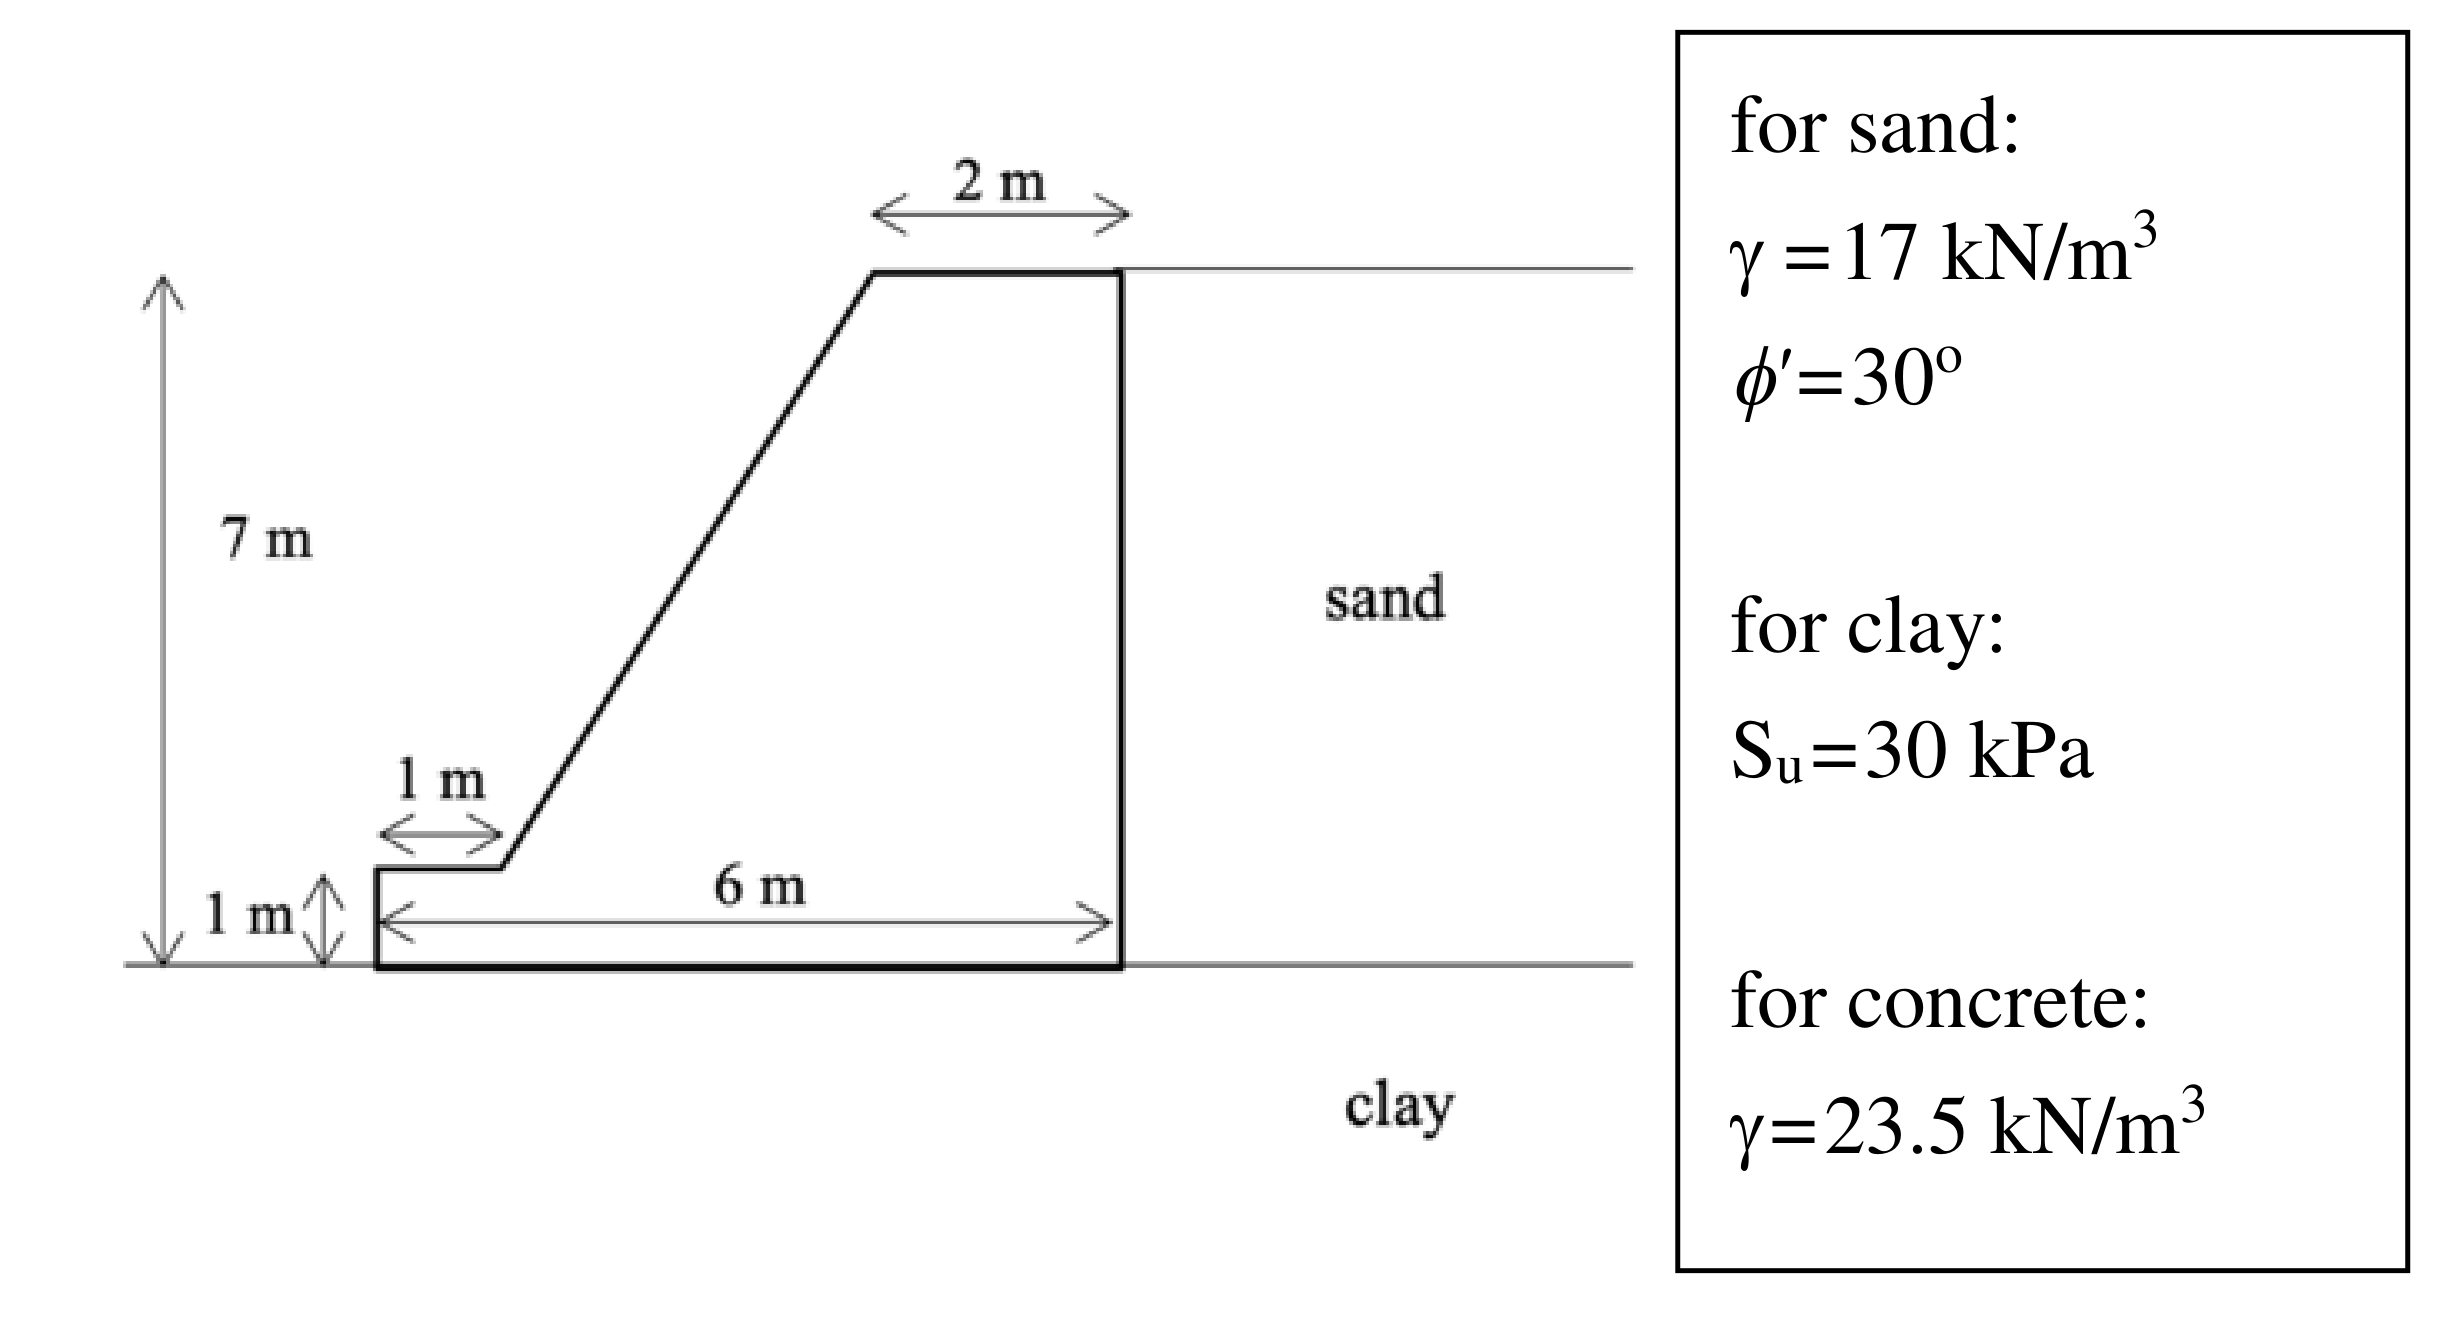 2 m
7 m
sand
1 m
6 m
1 m
clay
for sand:
γ =17 kN/m³
ϕ′=30º
for clay:
Sᵤ=30 kPa
for concrete:
γ=23.5 kN/m³